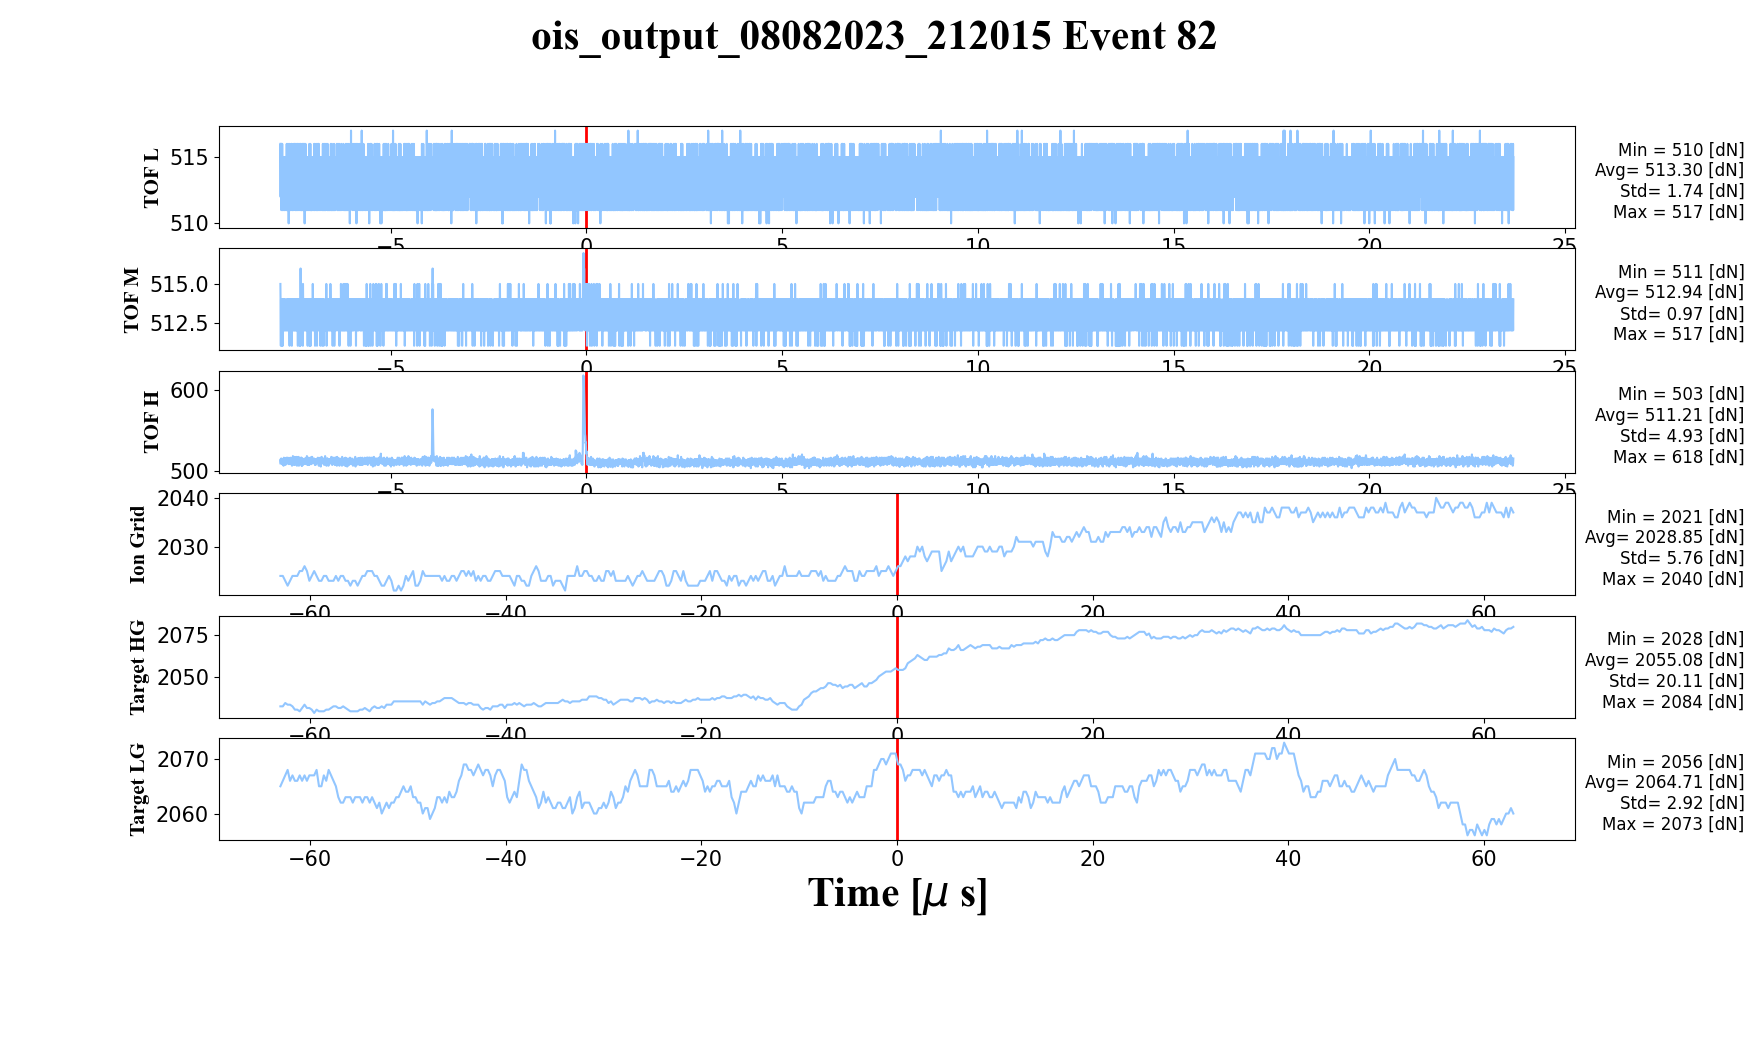 ois_output_08082023_212015 Event 82
TOF L
515
510
−5
0
5
10
15
20
25
Min = 510 [dN]
Avg= 513.30 [dN]
Std= 1.74 [dN]
Max = 517 [dN]
TOF M
515.0
512.5
−5
0
5
10
15
20
25
Min = 511 [dN]
Avg= 512.94 [dN]
Std= 0.97 [dN]
Max = 517 [dN]
TOF H
600
500
−5
0
5
10
15
20
25
Min = 503 [dN]
Avg= 511.21 [dN]
Std= 4.93 [dN]
Max = 618 [dN]
Ion Grid
2040
2030
−60
−40
−20
0
20
40
60
Min = 2021 [dN]
Avg= 2028.85 [dN]
Std= 5.76 [dN]
Max = 2040 [dN]
Target HG
2075
2050
−60
−40
−20
0
20
40
60
Min = 2028 [dN]
Avg= 2055.08 [dN]
Std= 20.11 [dN]
Max = 2084 [dN]
Target LG
2070
2060
−60
−40
−20
0
20
40
60
Min = 2056 [dN]
Avg= 2064.71 [dN]
Std= 2.92 [dN]
Max = 2073 [dN]
Time [μ s]